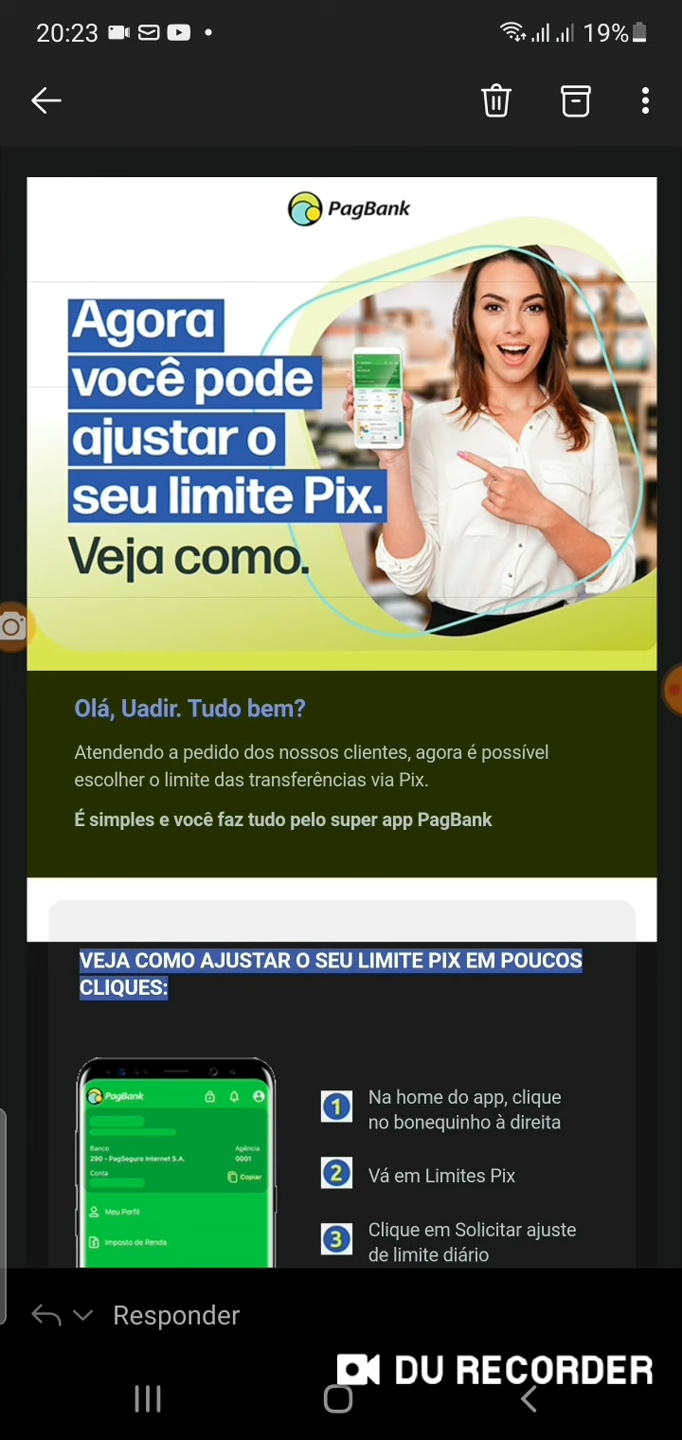 20:23
19%
PagBank
Agora
você pode
ajustar o
seu limite Pix.
Veja como.
Olá, Uadir. Tudo bem?
Atendendo a pedido dos nossos clientes, agora é possível
escolher o limite das transferências via Pix.
É simples e você faz tudo pelo super app PagBank
VEJA COMO AJUSTAR O SEU LIMITE PIX EM POUCOS
CLIQUES:
PagBank
Banco
290 - PagSeguro Internet S.A.
Agência
0001
Conta
Copiar
Meu Perfil
Imposto de Renda
1 Na home do app, clique
no bonequinho à direita
2 Vá em Limites Pix
3 Clique em Solicitar ajuste
de limite diário
Responder
DU RECORDER